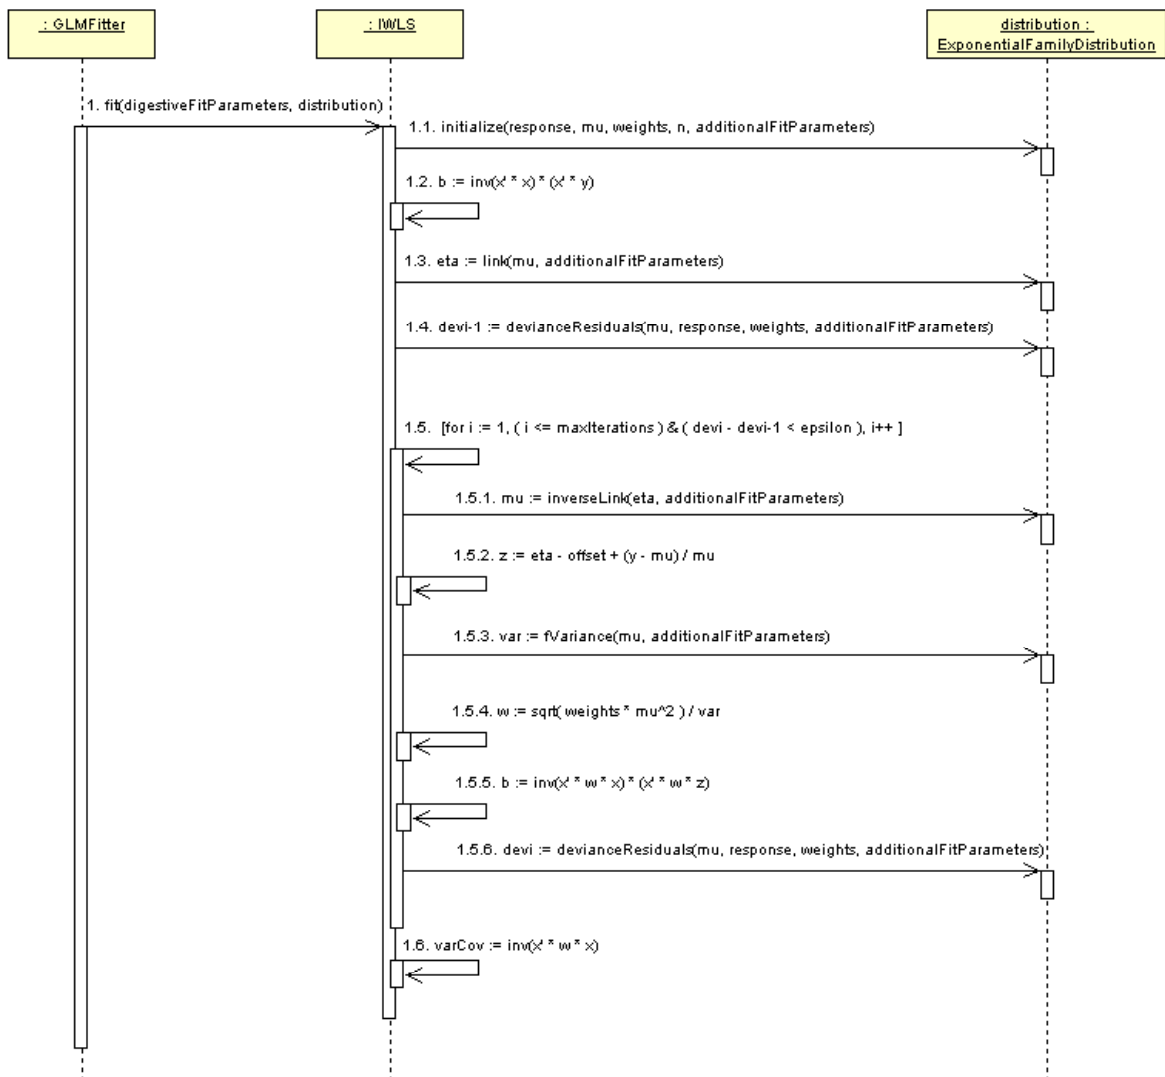 : GLMFitter
: IWLS
distribution :
ExponentialFamilyDistribution
1. fit(digestiveFitParameters, distribution)
1.1. initialize(response, mu, weights, n, additionalFitParameters)
1.2. b := inv(x' * x) * (x' * y)
1.3. eta := link(mu, additionalFitParameters)
1.4. devi-1 := devianceResiduals(mu, response, weights, additionalFitParameters)
1.5. [for i := 1, ( i <= maxIterations ) & ( devi - devi-1 < epsilon ), i++ ]
1.5.1. mu := inverseLink(eta, additionalFitParameters)
1.5.2. z := eta - offset + (y - mu) / mu
1.5.3. var := fVariance(mu, additionalFitParameters)
1.5.4. w := sqrt( weights * mu^2 ) / var
1.5.5. b := inv(x' * w * x) * (x' * w * z)
1.5.6. devi := devianceResiduals(mu, response, weights, additionalFitParameters)
1.6. varCov := inv(x' * w * x)